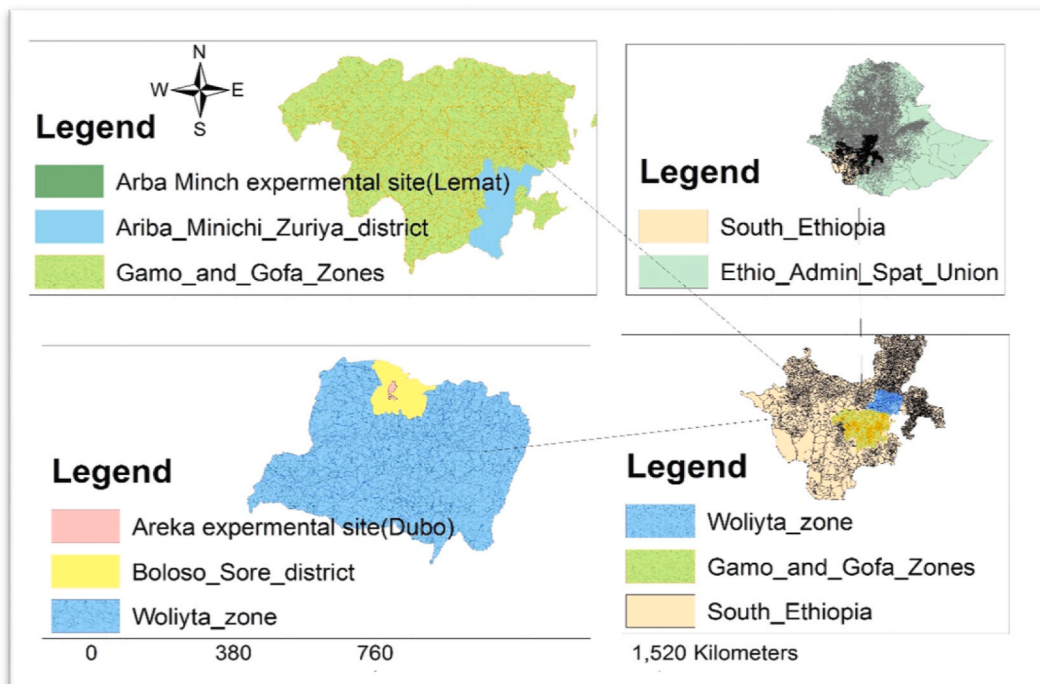 N
W E
S
Legend
Arba Minch expermental site(Lemat)
Ariba_Minichi_Zuriya_district
Gamo_and_Gofa_Zones
Legend
South_Ethiopia
Ethio_Admin_Spat_Union
Legend
Areka expermental site(Dubo)
Boloso_Sore_district
Woliyta_zone
Legend
Woliyta_zone
Gamo_and_Gofa_Zones
South_Ethiopia
0 380 760 1,520 Kilometers